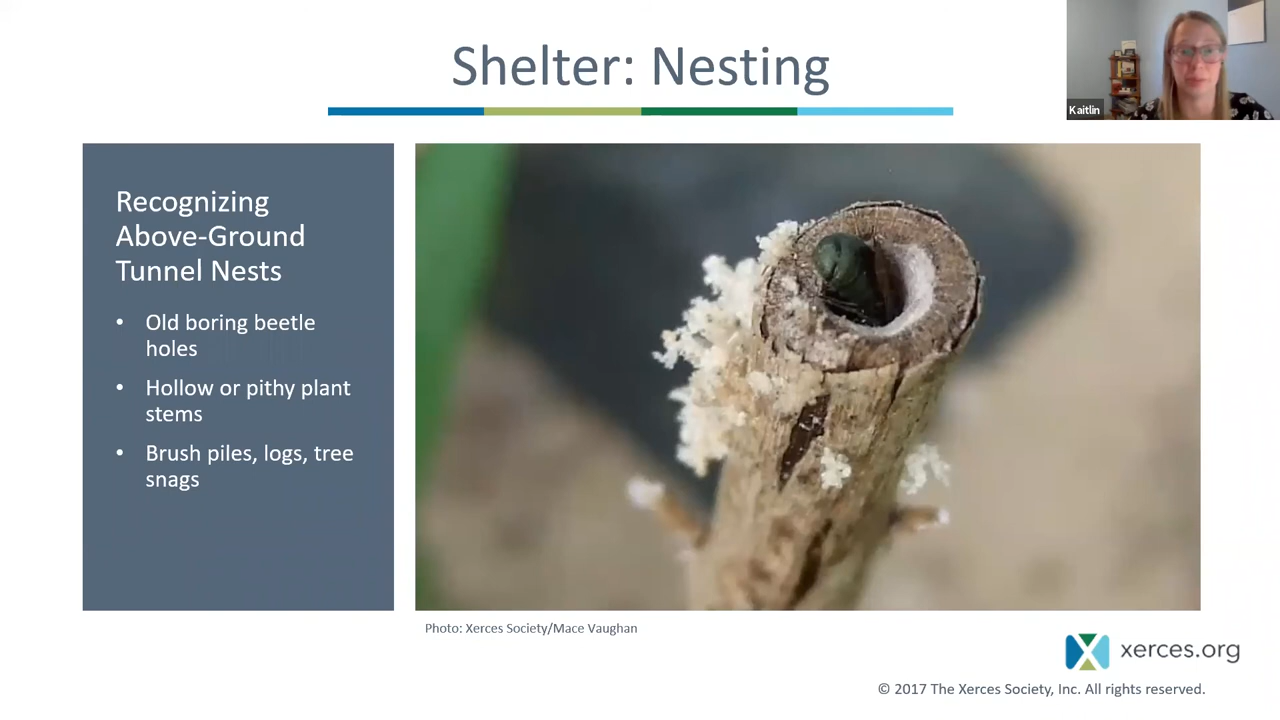 Shelter: Nesting
Kaitlin
Recognizing
Above-Ground
Tunnel Nests
• Old boring beetle
holes
• Hollow or pithy plant
stems
• Brush piles, logs, tree
snags
Photo: Xerces Society/Mace Vaughan
xerces.org
© 2017 The Xerces Society, Inc. All rights reserved.